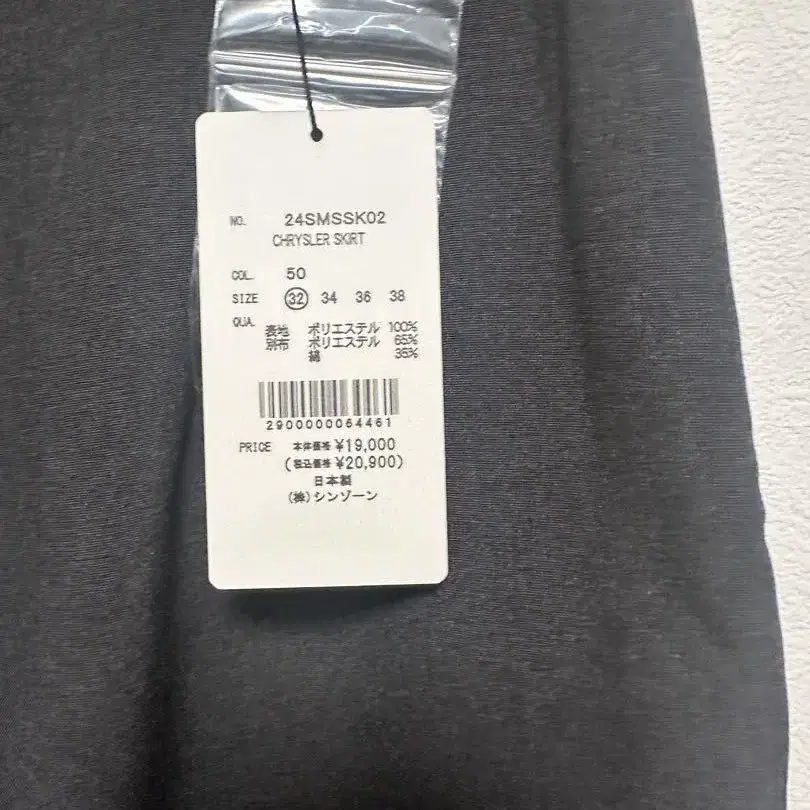 NO. 24SMSSK02
CHRYSLER SKIRT
COL. 50
SIZE 32 34 36 38
QUA. 表地 ポリエステル 100%
別布 ポリエステル 65%
綿 35%
2900000064461
PRICE 本体価格 ¥19,000
(税込価格 ¥20,900)
日本製
(株)シンゾーン